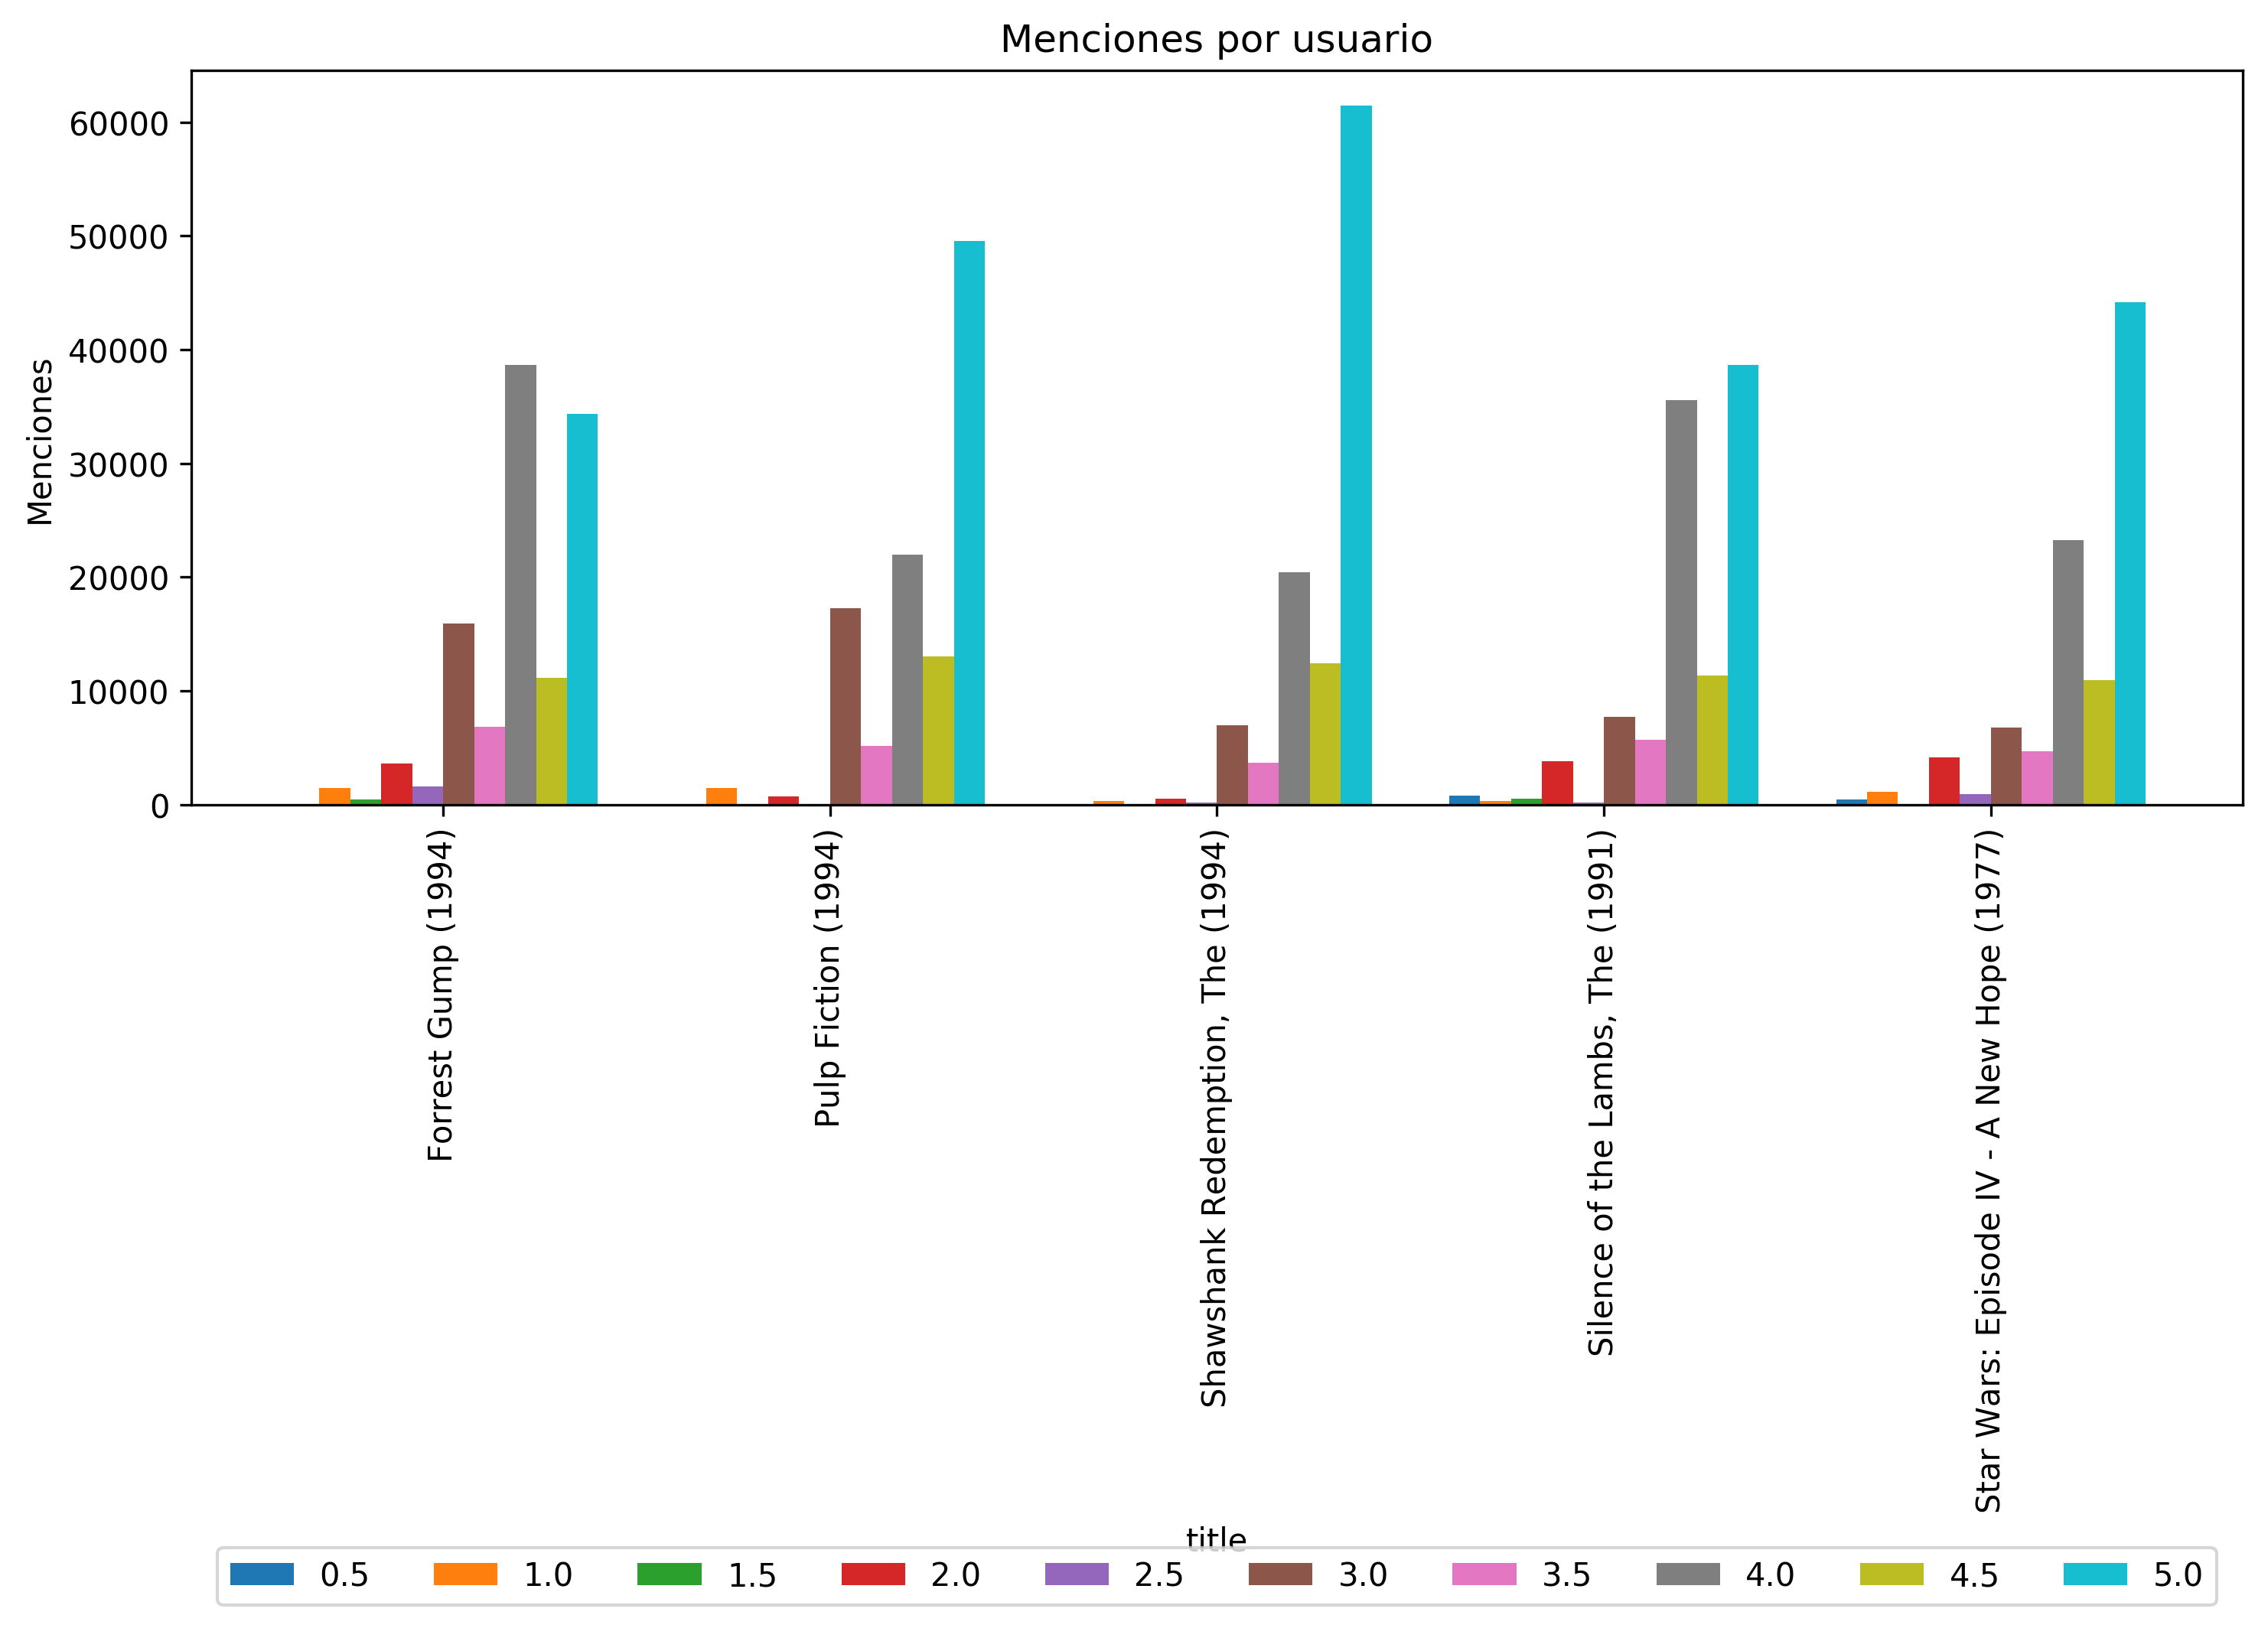 Menciones por usuario
Menciones
60000
50000
40000
30000
20000
10000
0
Forrest Gump (1994)
Pulp Fiction (1994)
Shawshank Redemption, The (1994)
Silence of the Lambs, The (1991)
Star Wars: Episode IV - A New Hope (1977)
title
0.5 1.0 1.5 2.0 2.5 3.0 3.5 4.0 4.5 5.0